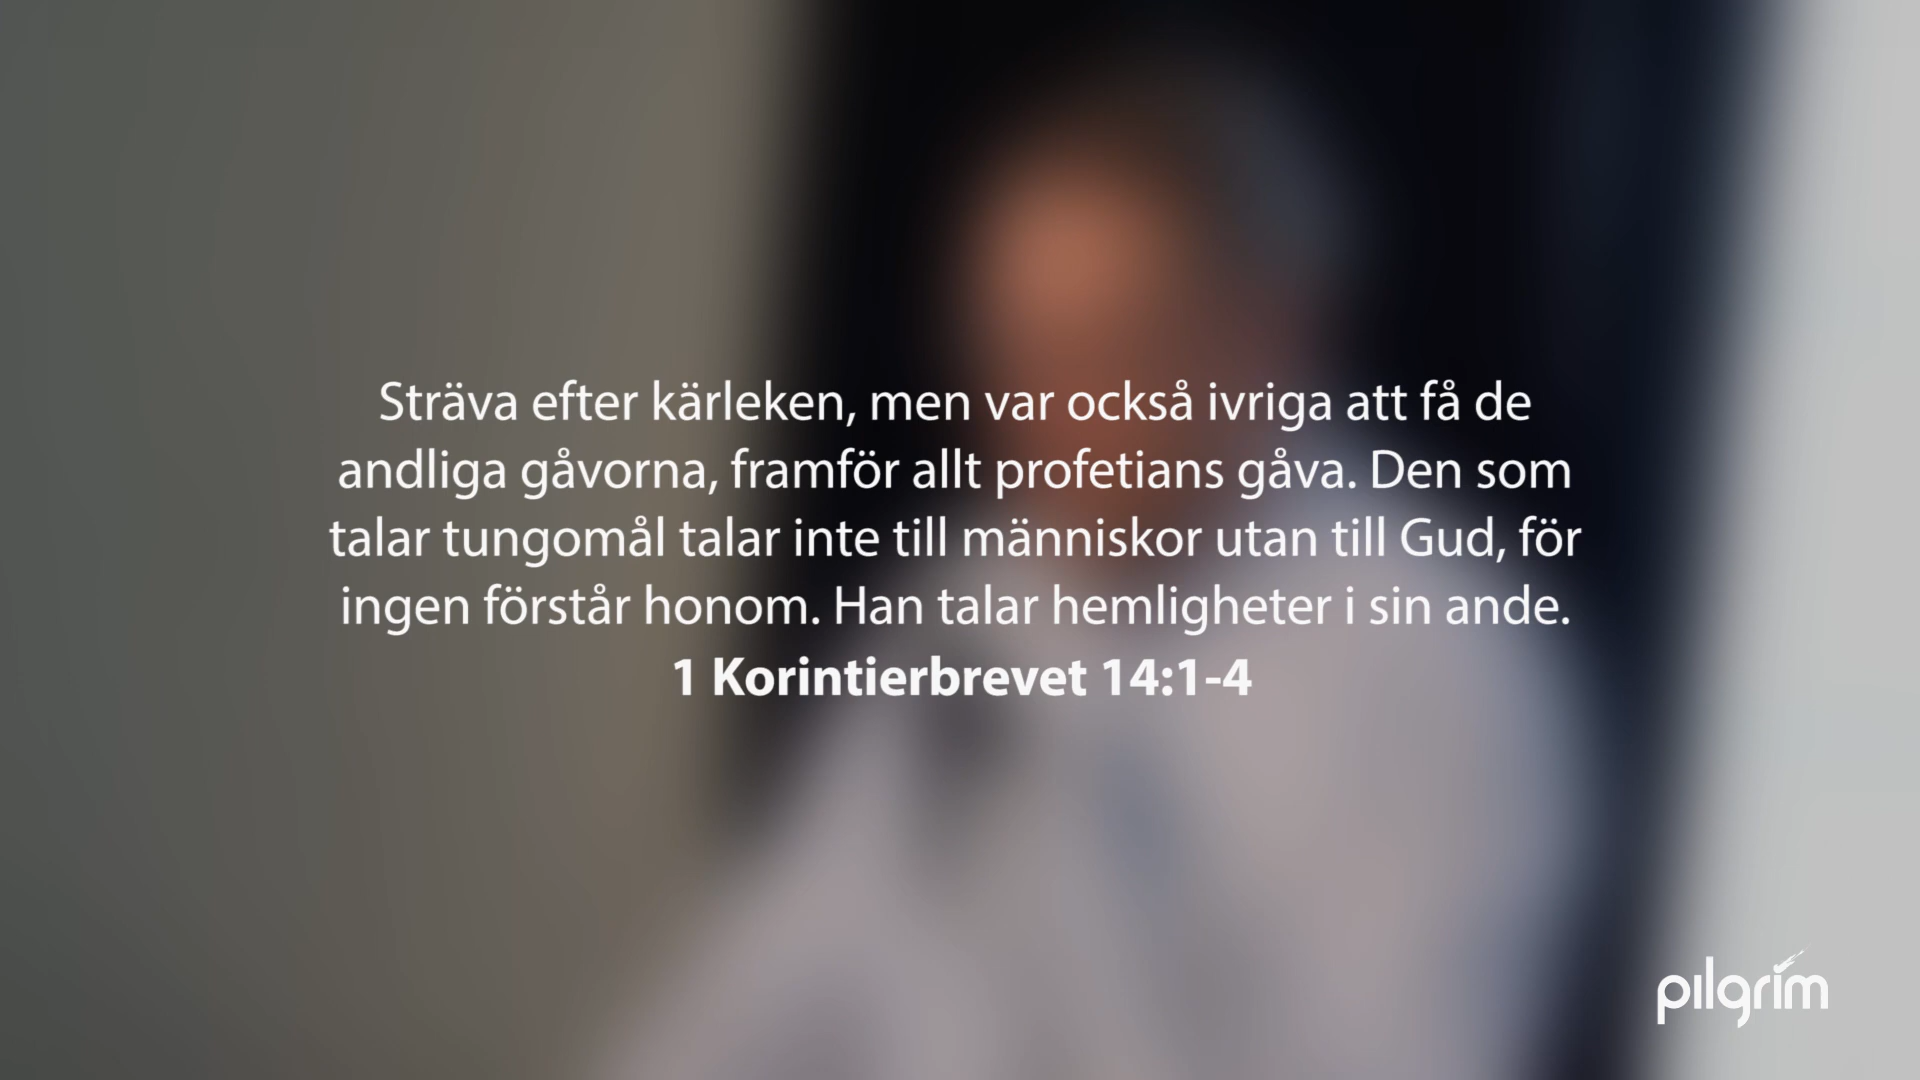 Sträva efter kärleken, men var också ivriga att få de
andliga gåvorna, framför allt profetians gåva. Den som
talar tungomål talar inte till människor utan till Gud, för
ingen förstår honom. Han talar hemligheter i sin ande.
1 Korintierbrevet 14:1-4
pilgrim